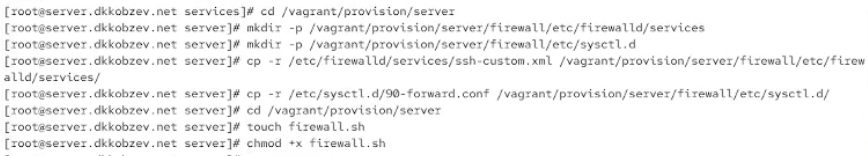 [root@server.dkkobzev.net services]# cd /vagrant/provision/server
[root@server.dkkobzev.net server]# mkdir -p /vagrant/provision/server/firewall/etc/firewalld/services
[root@server.dkkobzev.net server]# mkdir -p /vagrant/provision/server/firewall/etc/sysctl.d
[root@server.dkkobzev.net server]# cp -r /etc/firewalld/services/ssh-custom.xml /vagrant/provision/server/firewall/etc/firew
alld/services/
[root@server.dkkobzev.net server]# cp -r /etc/sysctl.d/90-forward.conf /vagrant/provision/server/firewall/etc/sysctl.d/
[root@server.dkkobzev.net server]# cd /vagrant/provision/server
[root@server.dkkobzev.net server]# touch firewall.sh
[root@server.dkkobzev.net server]# chmod +x firewall.sh